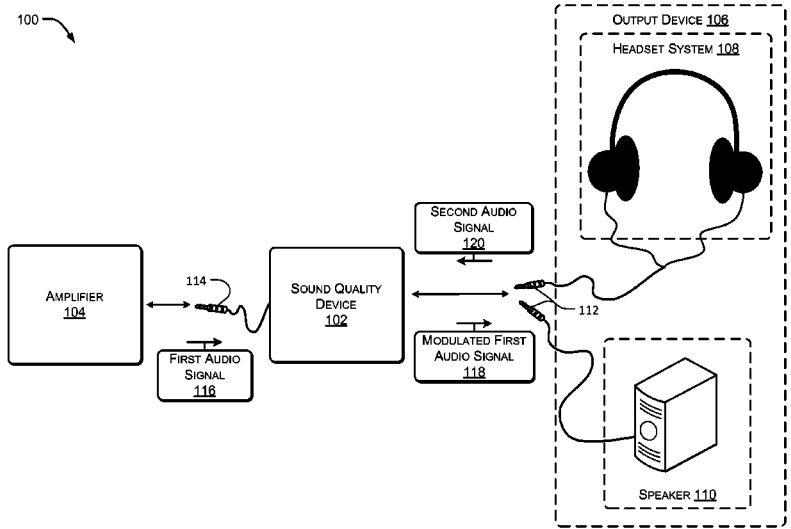 100
OUTPUT DEVICE 106
HEADSET SYSTEM 108
SECOND AUDIO
SIGNAL
120
AMPLIFIER
104
114
SOUND QUALITY
DEVICE
102
112
FIRST AUDIO
SIGNAL
116
MODULATED FIRST
AUDIO SIGNAL
118
SPEAKER 110